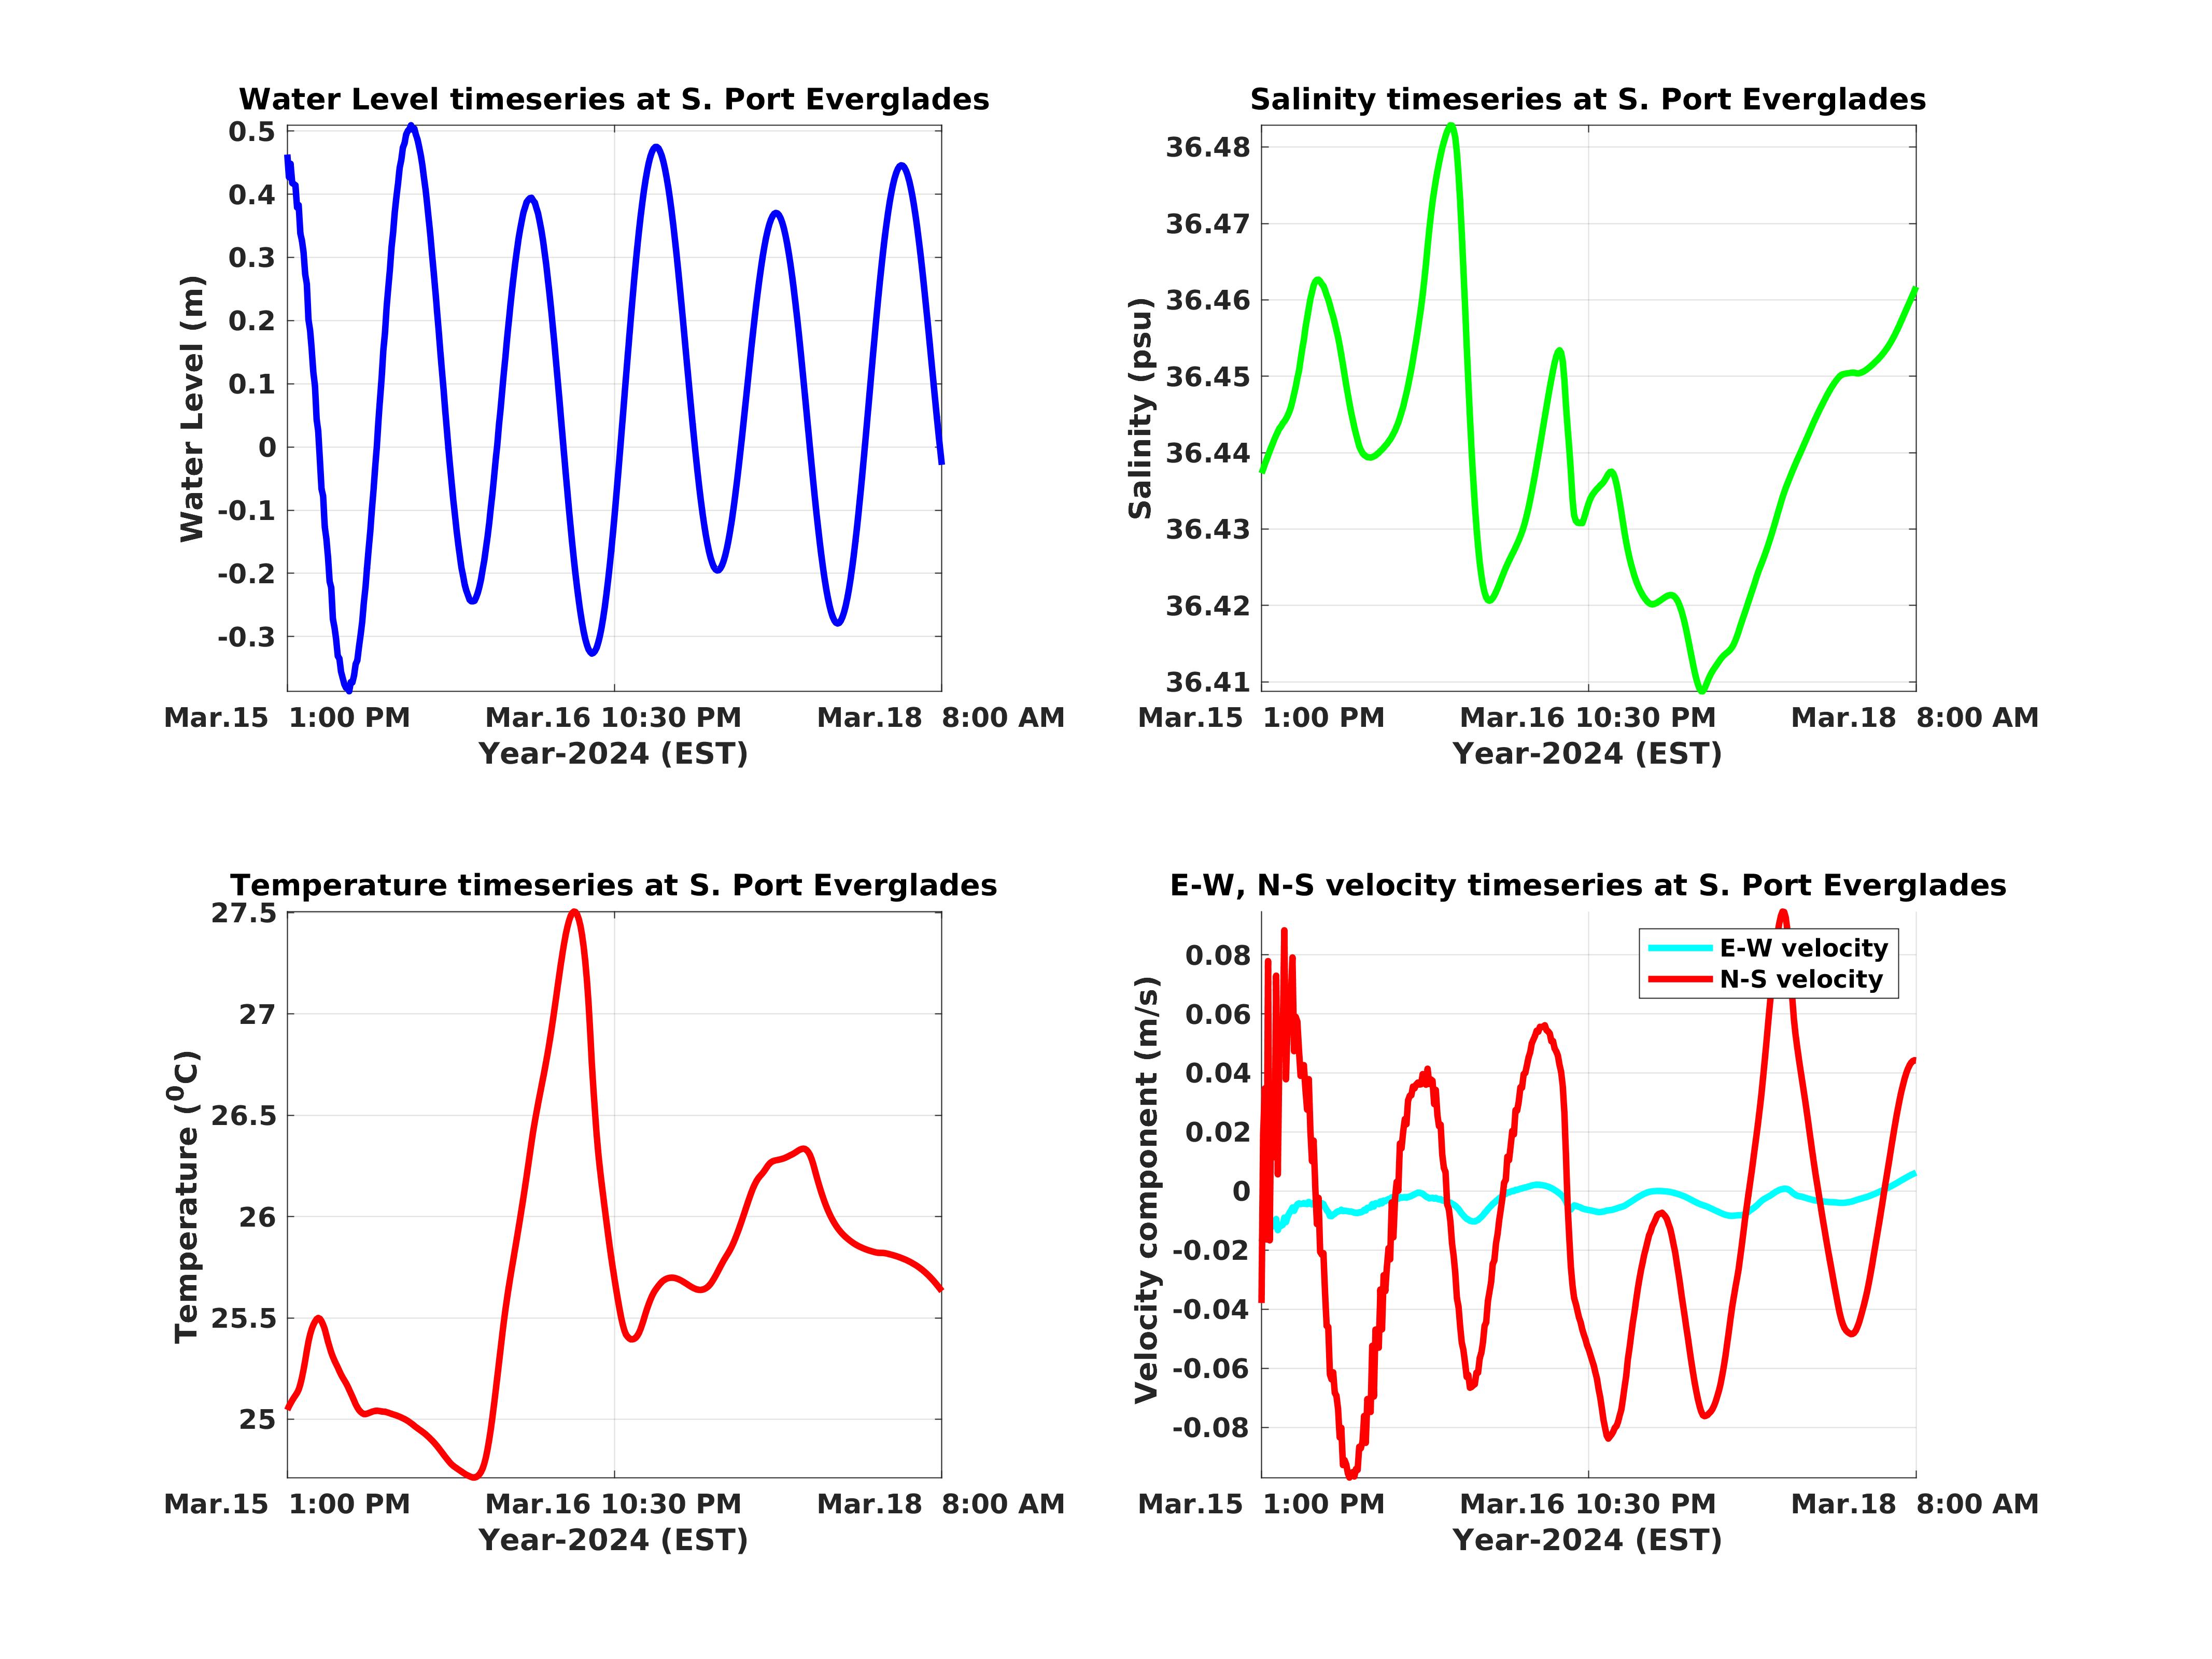 Water Level timeseries at S. Port Everglades
0.5
0.4
0.3
0.2
0.1
0
-0.1
-0.2
-0.3
Water Level (m)
Mar.15 1:00 PM
Mar.16 10:30 PM
Mar.18 8:00 AM
Year-2024 (EST)
Salinity timeseries at S. Port Everglades
36.48
36.47
36.46
36.45
36.44
36.43
36.42
36.41
Salinity (psu)
Mar.15 1:00 PM
Mar.16 10:30 PM
Mar.18 8:00 AM
Year-2024 (EST)
Temperature timeseries at S. Port Everglades
27.5
27
26.5
26
25.5
25
Temperature (⁰C)
Mar.15 1:00 PM
Mar.16 10:30 PM
Mar.18 8:00 AM
Year-2024 (EST)
E-W, N-S velocity timeseries at S. Port Everglades
E-W velocity
N-S velocity
0.08
0.06
0.04
0.02
0
-0.02
-0.04
-0.06
-0.08
Velocity component (m/s)
Mar.15 1:00 PM
Mar.16 10:30 PM
Mar.18 8:00 AM
Year-2024 (EST)